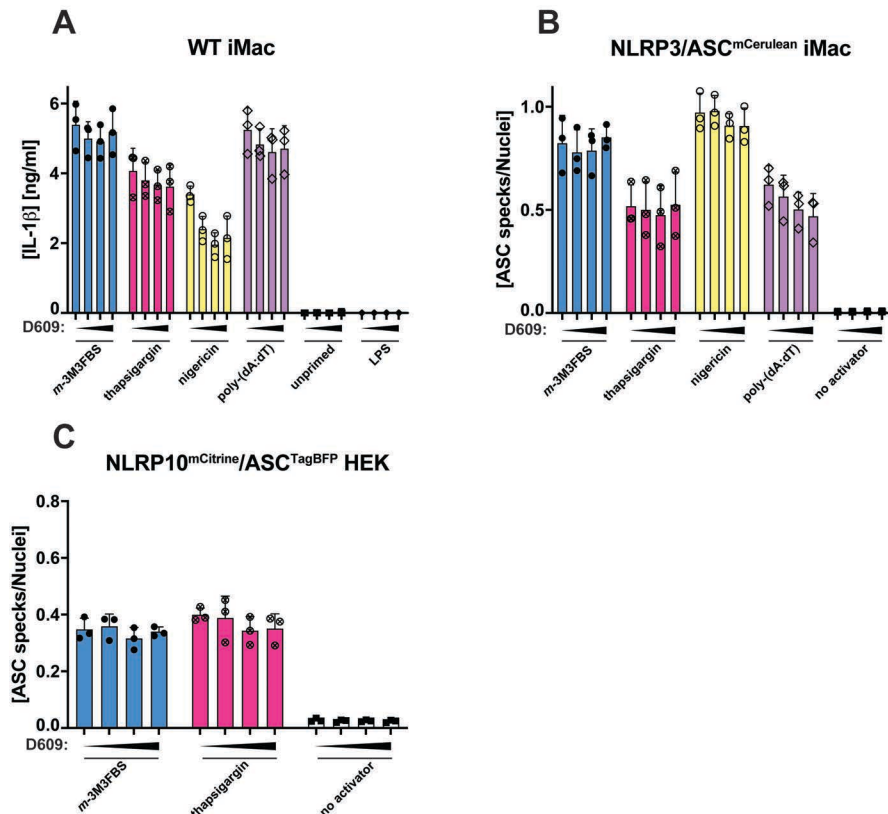 A
WT iMac
[IL-1β] [ng/ml]
6
4
2
0
D609:
m-3M3FBS
thapsigargin
nigericin
poly-(dA:dT)
unprimed
LPS
B
NLRP3/ASCmCerulean iMac
[ASC specks/Nuclei]
1.0
0.5
0.0
D609:
m-3M3FBS
thapsigargin
nigericin
poly-(dA:dT)
no activator
C
NLRP10mCitrine/ASCTagBFP HEK
[ASC specks/Nuclei]
0.8
0.6
0.4
0.2
0.0
D609:
m-3M3FBS
thapsigargin
no activator